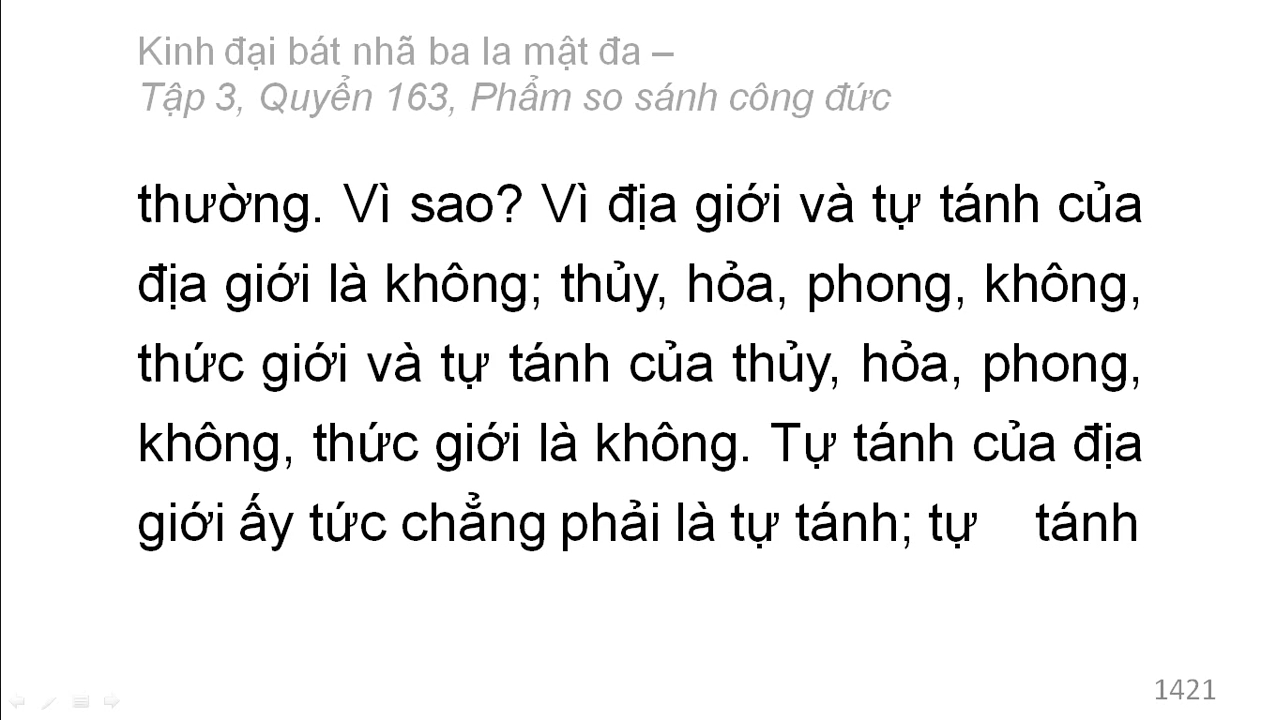 Kinh đại bát nhã ba la mật đa –
Tập 3, Quyển 163, Phẩm so sánh công đức
thường. Vì sao? Vì địa giới và tự tánh của
địa giới là không; thủy, hỏa, phong, không,
thức giới và tự tánh của thủy, hỏa, phong,
không, thức giới là không. Tự tánh của địa
giới ấy tức chẳng phải là tự tánh; tự tánh
1421